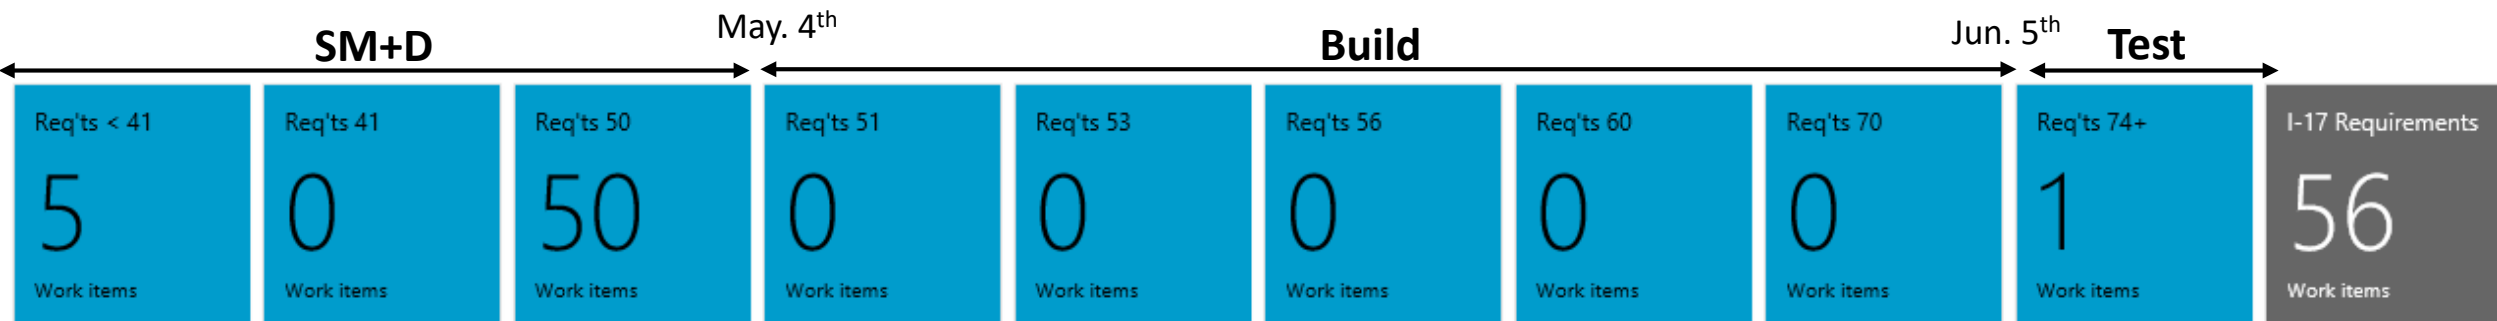 SM+D
May. 4th
Build
Jun. 5th
Test
Req'ts < 41
5
Work items
Req'ts 41
0
Work items
Req'ts 50
50
Work items
Req'ts 51
0
Work items
Req'ts 53
0
Work items
Req'ts 56
0
Work items
Req'ts 60
0
Work items
Req'ts 70
0
Work items
Req'ts 74+
1
Work items
I-17 Requirements
56
Work items